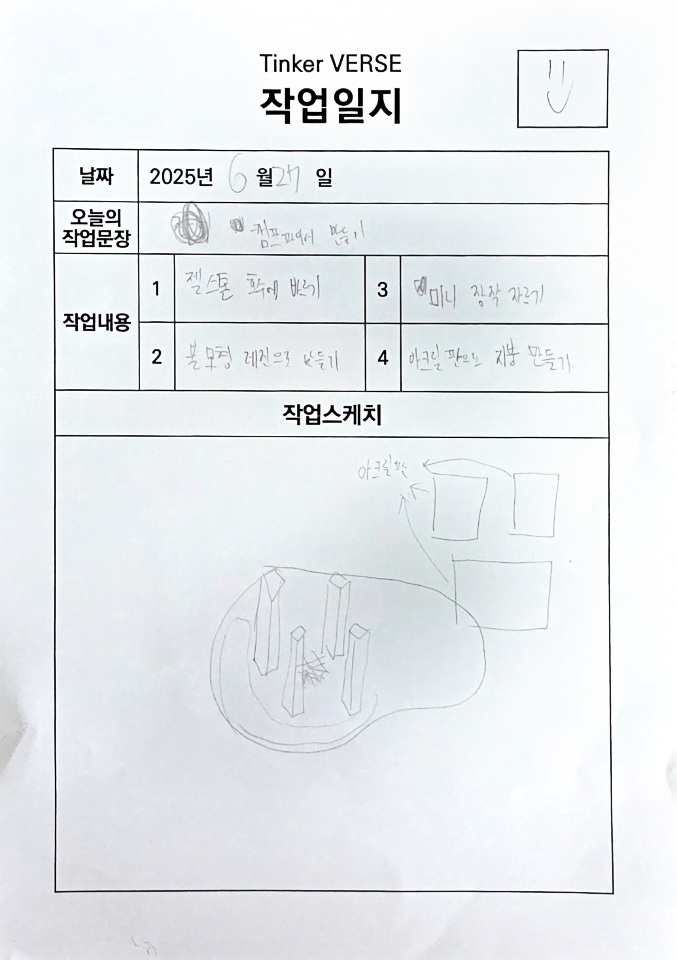 Tinker VERSE
작업일지
날짜
2025년 6월 27일
오늘의
작업문장
캠프파이어 만들기
작업내용
1
젤스톤 폭수에 바르기
3
미니 장작 자르기
2
불 모형 레진으로 만들기
4
아크릴 판으로 지붕 만들기
작업스케치
아크릴 판